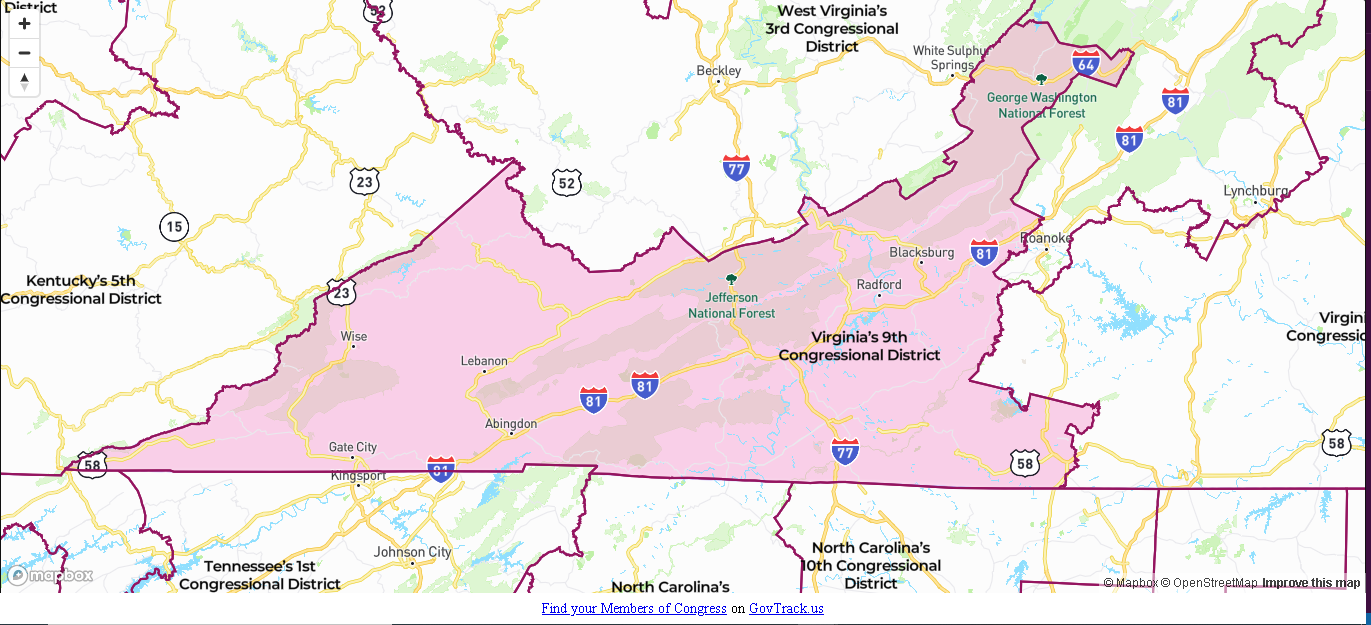 District
52
West Virginia's
3rd Congressional
District
+
−
White Sulphu
Springs
64
Beckley
George Washington
National Forest
81
81
77
23
52
Lynchburg
15
Roanoke
Blacksburg
81
Kentucky's 5th
Congressional District
23
Radford
Jefferson
National Forest
Virgini
Congressic
Wise
Virginia's 9th
Congressional District
Lebanon
81
81
Abingdon
Gate City
58
81
77
58
58
Kingsport
Johnson City
North Carolina's
10th Congressional
District
Tennessee's 1st
Congressional District
North Carolina's
mapbox
© Mapbox © OpenStreetMap Improve this map
Find your Members of Congress on GovTrack.us